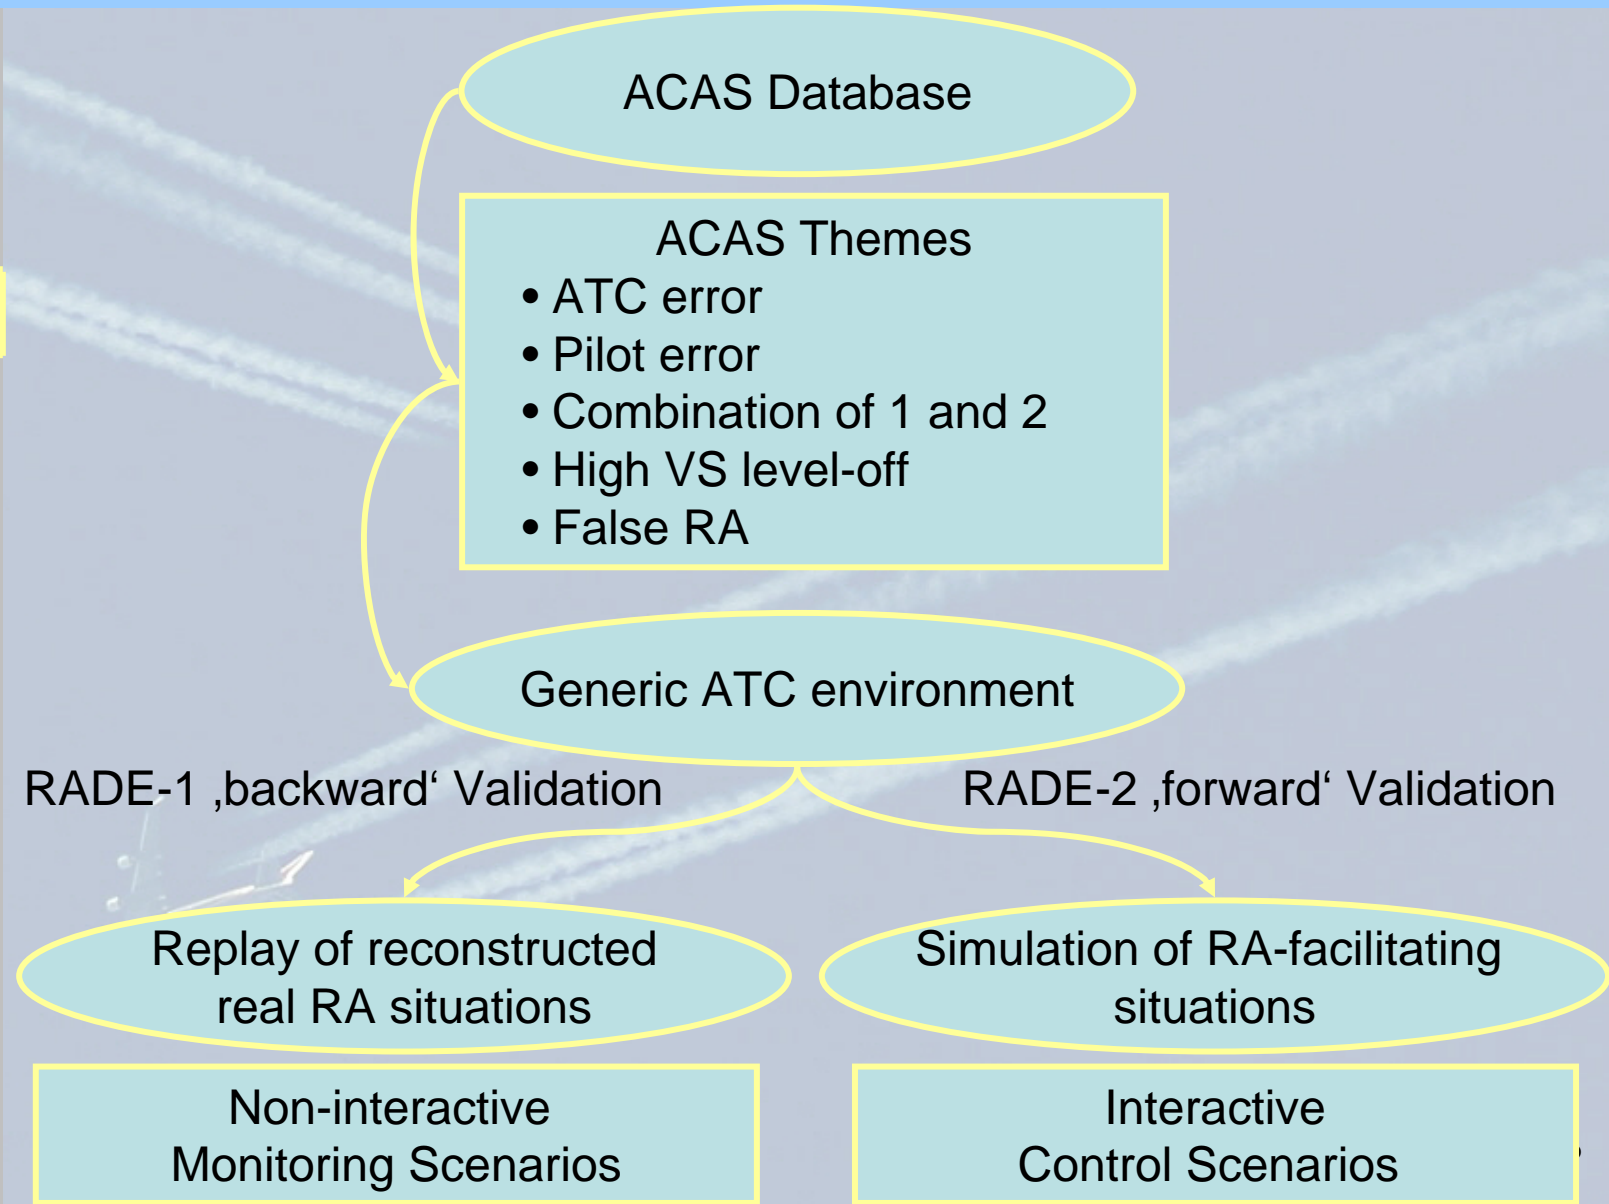 ACAS Database
ACAS Themes
• ATC error
• Pilot error
• Combination of 1 and 2
• High VS level-off
• False RA
Generic ATC environment
RADE-1 ‚backward‘ Validation
RADE-2 ‚forward‘ Validation
Replay of reconstructed
real RA situations
Simulation of RA-facilitating
situations
Non-interactive
Monitoring Scenarios
Interactive
Control Scenarios